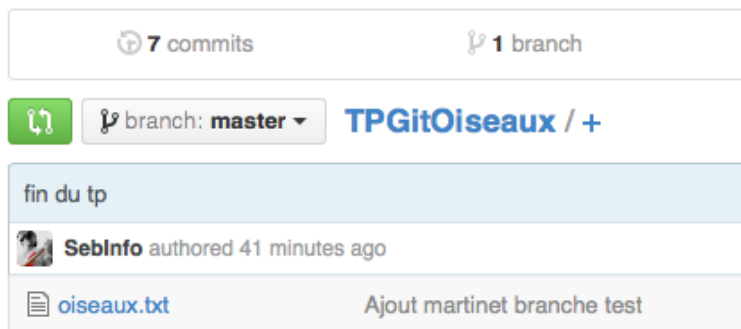 7 commits 1 branch
branch: master TPGitOiseaux / +
fin du tp
SebInfo authored 41 minutes ago
oiseaux.txt Ajout martinet branche test